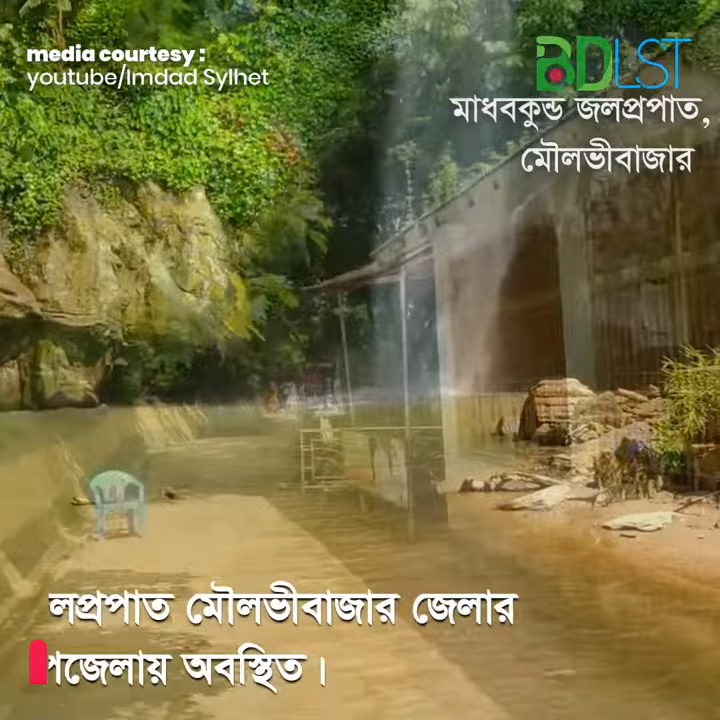 media courtesy :
youtube/Imdad Sylhet
BDLST
মাধবকুন্ড জলপ্রপাত,
মৌলভীবাজার
লপ্রপাত মৌলভীবাজার জেলার
পজেলায় অবস্থিত।